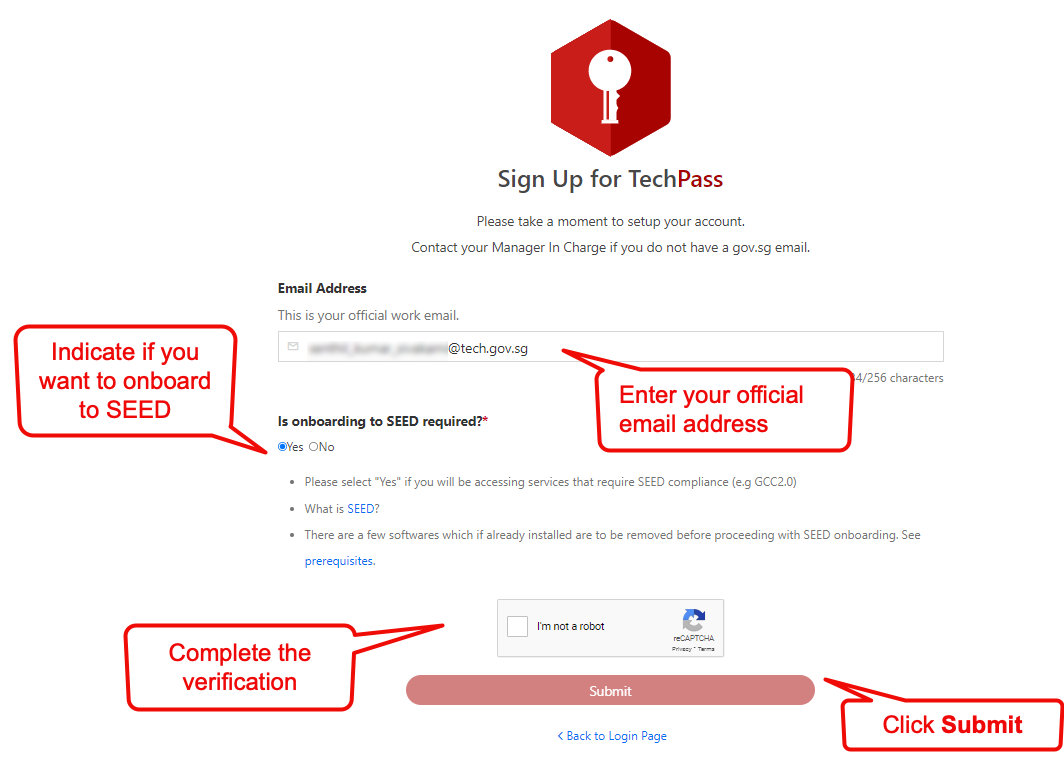 Sign Up for TechPass
Please take a moment to setup your account.
Contact your Manager In Charge if you do not have a gov.sg email.
Email Address
This is your official work email.
@tech.gov.sg
/256 characters
Enter your official
email address
Indicate if you
want to onboard
to SEED
Is onboarding to SEED required?*
Yes No
Please select "Yes" if you will be accessing services that require SEED compliance (e.g GCC2.0)
What is SEED?
There are a few softwares which if already installed are to be removed before proceeding with SEED onboarding. See
prerequisites.
I'm not a robot
reCAPTCHA
Privacy - Terms
Complete the
verification
Submit
Click Submit
< Back to Login Page